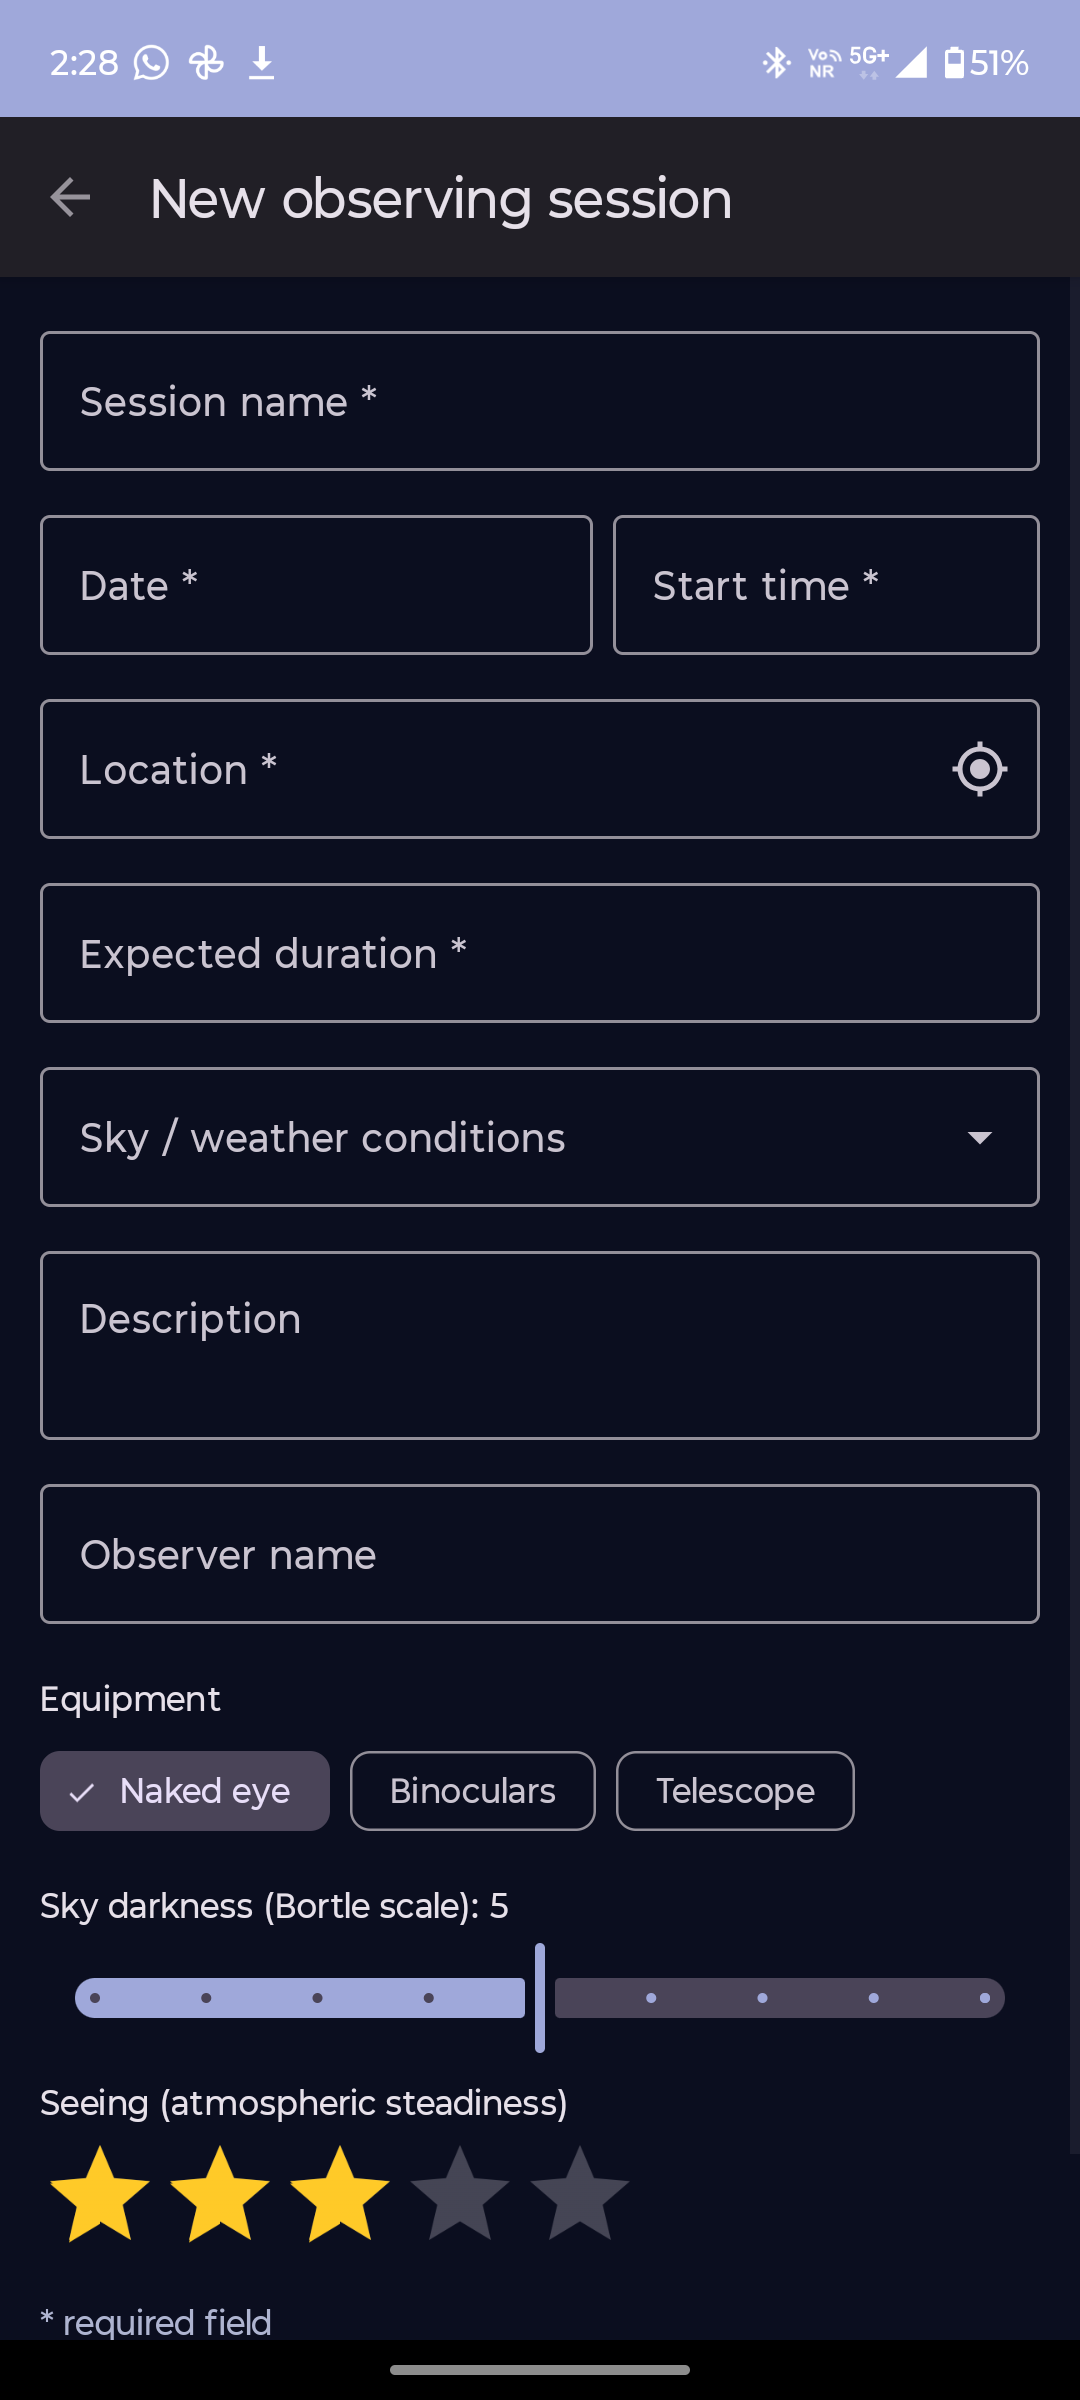 2:28 VoNR 5G+ 51%
New observing session
Session name *
Date * Start time *
Location *
Expected duration *
Sky / weather conditions
Description
Observer name
Equipment
Naked eye Binoculars Telescope
Sky darkness (Bortle scale): 5
Seeing (atmospheric steadiness)
* required field